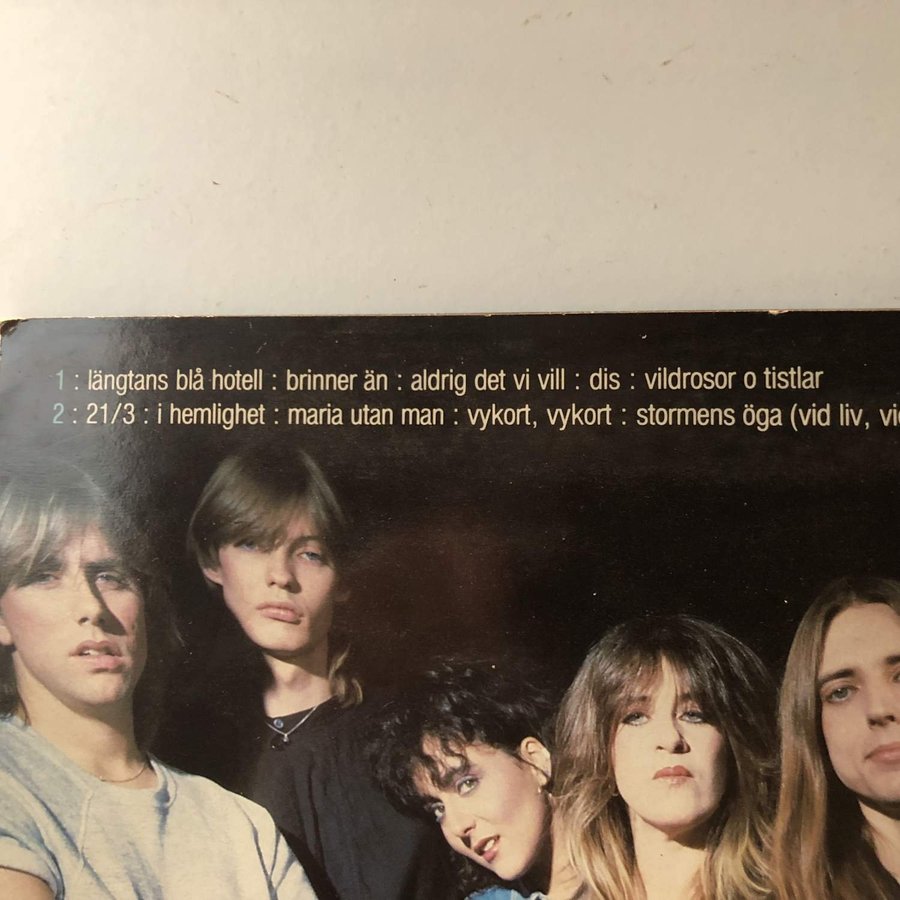 1 : längtans blå hotell : brinner än : aldrig det vi vill : dis : vildrosor o tistlar
2 : 21/3 : i hemlighet : maria utan man : vykort, vykort : stormens öga (vid liv,